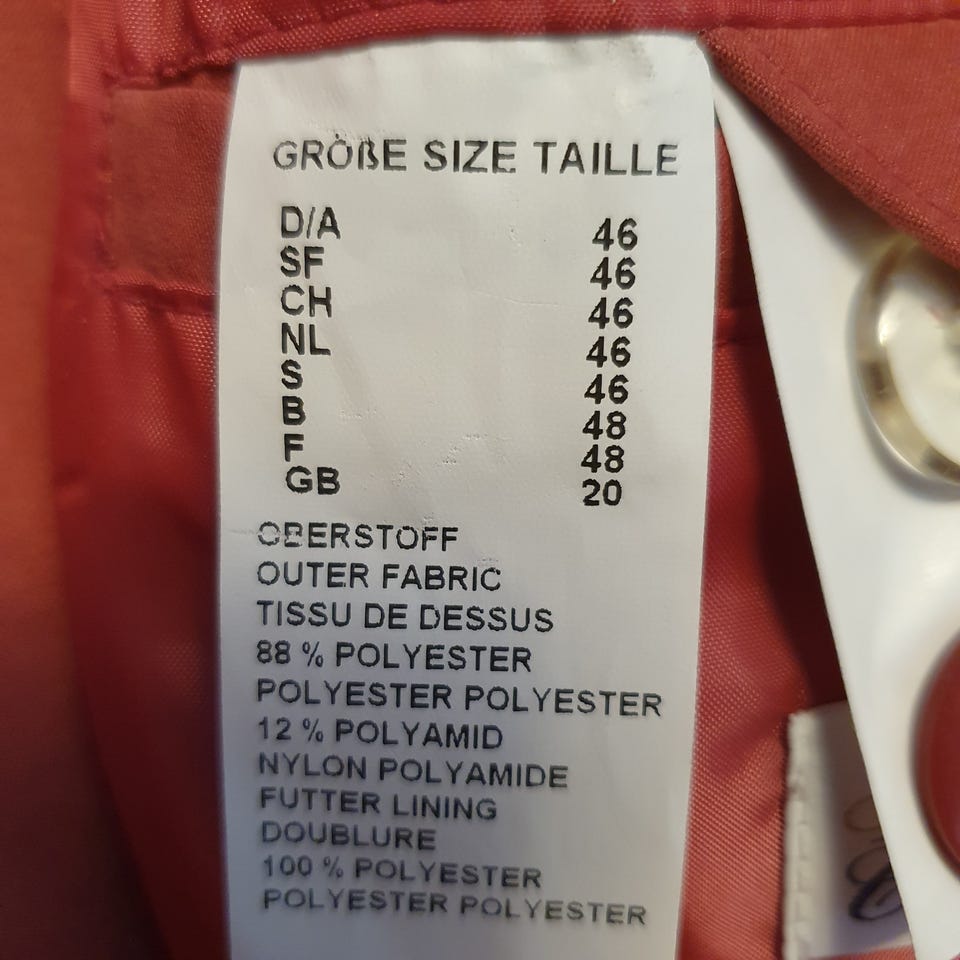 GRÖßE SIZE TAILLE
D/A 46
SF 46
CH 46
NL 46
S 46
B 48
F 48
GB 20
OBERSTOFF
OUTER FABRIC
TISSU DE DESSUS
88 % POLYESTER
POLYESTER POLYESTER
12 % POLYAMID
NYLON POLYAMIDE
FUTTER LINING
DOUBLURE
100 % POLYESTER
POLYESTER POLYESTER